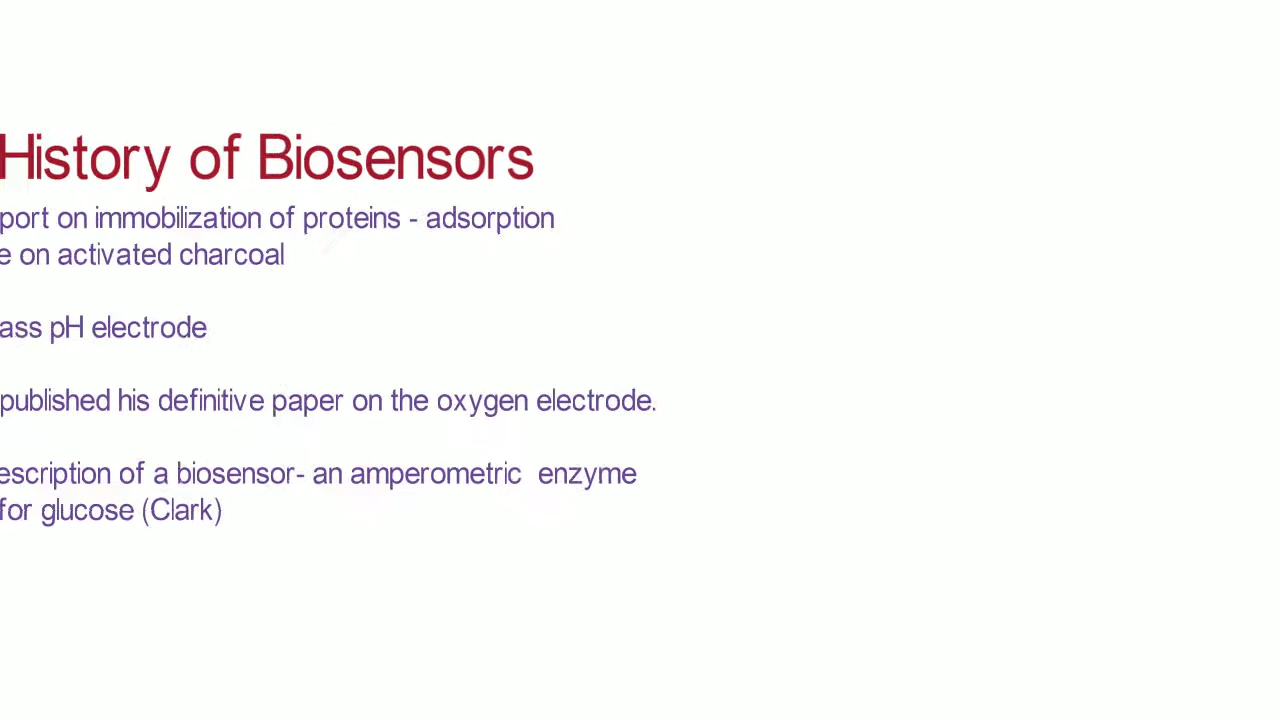 History of Biosensors
port on immobilization of proteins - adsorption
e on activated charcoal
ass pH electrode
published his definitive paper on the oxygen electrode.
escription of a biosensor- an amperometric enzyme
for glucose (Clark)